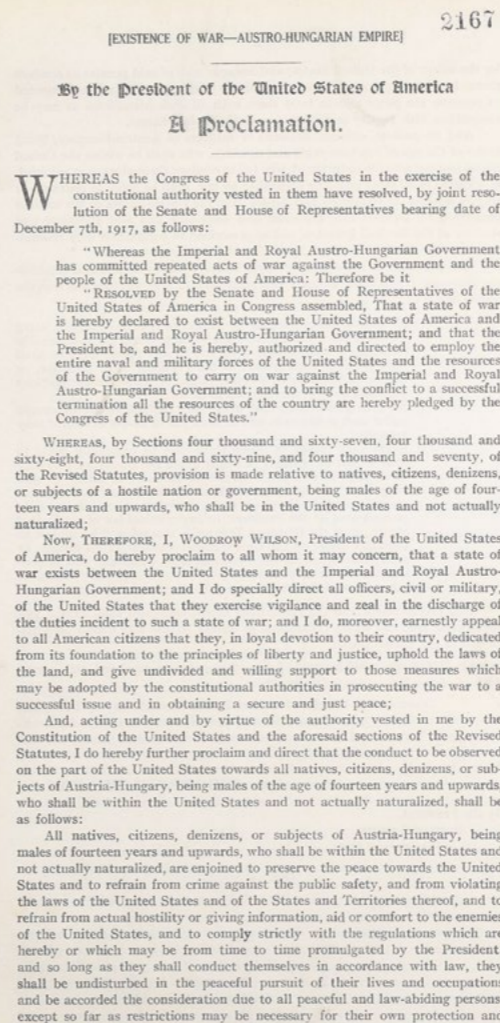 2167
[EXISTENCE OF WAR—AUSTRO-HUNGARIAN EMPIRE]
By the President of the United States of America
A Proclamation.
WHEREAS the Congress of the United States in the exercise of the
constitutional authority vested in them have resolved, by joint reso-
lution of the Senate and House of Representatives bearing date of
December 7th, 1917, as follows:
"Whereas the Imperial and Royal Austro-Hungarian Government
has committed repeated acts of war against the Government and the
people of the United States of America: Therefore be it
"RESOLVED by the Senate and House of Representatives of the
United States of America in Congress assembled, That a state of war
is hereby declared to exist between the United States of America and
the Imperial and Royal Austro-Hungarian Government; and that the
President be, and he is hereby, authorized and directed to employ the
entire naval and military forces of the United States and the resources
of the Government to carry on war against the Imperial and Royal
Austro-Hungarian Government; and to bring the conflict to a successful
termination all the resources of the country are hereby pledged by the
Congress of the United States."
WHEREAS, by Sections four thousand and sixty-seven, four thousand and
sixty-eight, four thousand and sixty-nine, and four thousand and seventy, of
the Revised Statutes, provision is made relative to natives, citizens, denizens,
or subjects of a hostile nation or government, being males of the age of four-
teen years and upwards, who shall be in the United States and not actually
naturalized;
Now, THEREFORE, I, WOODROW WILSON, President of the United States
of America, do hereby proclaim to all whom it may concern, that a state of
war exists between the United States and the Imperial and Royal Austro-
Hungarian Government; and I do specially direct all officers, civil or military,
of the United States that they exercise vigilance and zeal in the discharge of
the duties incident to such a state of war; and I do, moreover, earnestly appeal
to all American citizens that they, in loyal devotion to their country, dedicated
from its foundation to the principles of liberty and justice, uphold the laws of
the land, and give undivided and willing support to those measures which
may be adopted by the constitutional authorities in prosecuting the war to a
successful issue and in obtaining a secure and just peace;
And, acting under and by virtue of the authority vested in me by the
Constitution of the United States and the aforesaid sections of the Revised
Statutes, I do hereby further proclaim and direct that the conduct to be observed
on the part of the United States towards all natives, citizens, denizens, or sub-
jects of Austria-Hungary, being males of the age of fourteen years and upwards
who shall be within the United States and not actually naturalized, shall be
as follows:
All natives, citizens, denizens, or subjects of Austria-Hungary, being
males of fourteen years and upwards, who shall be within the United States and
not actually naturalized, are enjoined to preserve the peace towards the United
States and to refrain from crime against the public safety, and from violating
the laws of the United States and of the States and Territories thereof, and to
refrain from actual hostility or giving information, aid or comfort to the enemies
of the United States, and to comply strictly with the regulations which are
hereby or which may be from time to time promulgated by the President
and so long as they shall conduct themselves in accordance with law, they
shall be undisturbed in the peaceful pursuit of their lives and occupations
and be accorded the consideration due to all peaceful and law-abiding persons
except so far as restrictions may be necessary for their own protection and